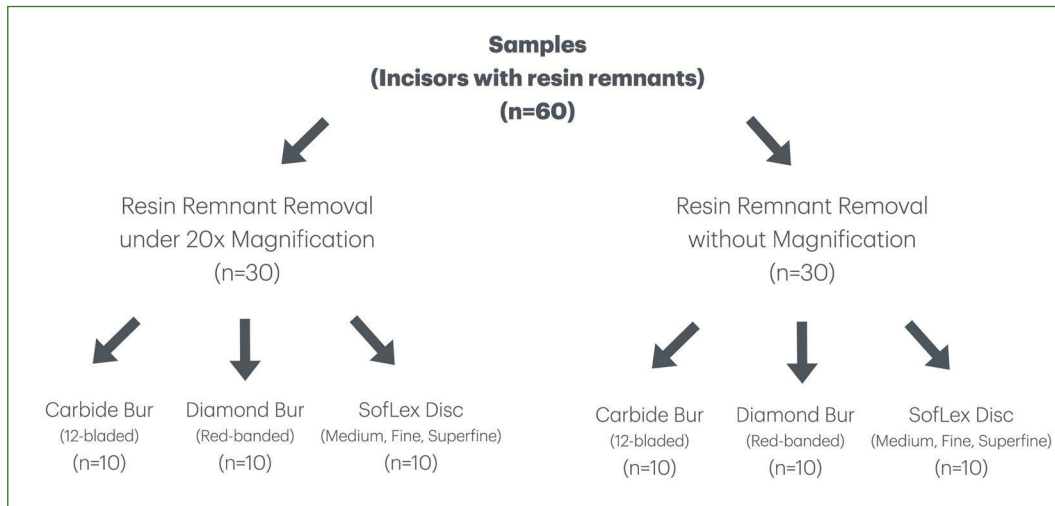 Samples
(Incisors with resin remnants)
(n=60)
Resin Remnant Removal
under 20x Magnification
(n=30)
Resin Remnant Removal
without Magnification
(n=30)
Carbide Bur
(12-bladed)
(n=10)
Diamond Bur
(Red-banded)
(n=10)
SofLex Disc
(Medium, Fine, Superfine)
(n=10)
Carbide Bur
(12-bladed)
(n=10)
Diamond Bur
(Red-banded)
(n=10)
SofLex Disc
(Medium, Fine, Superfine)
(n=10)